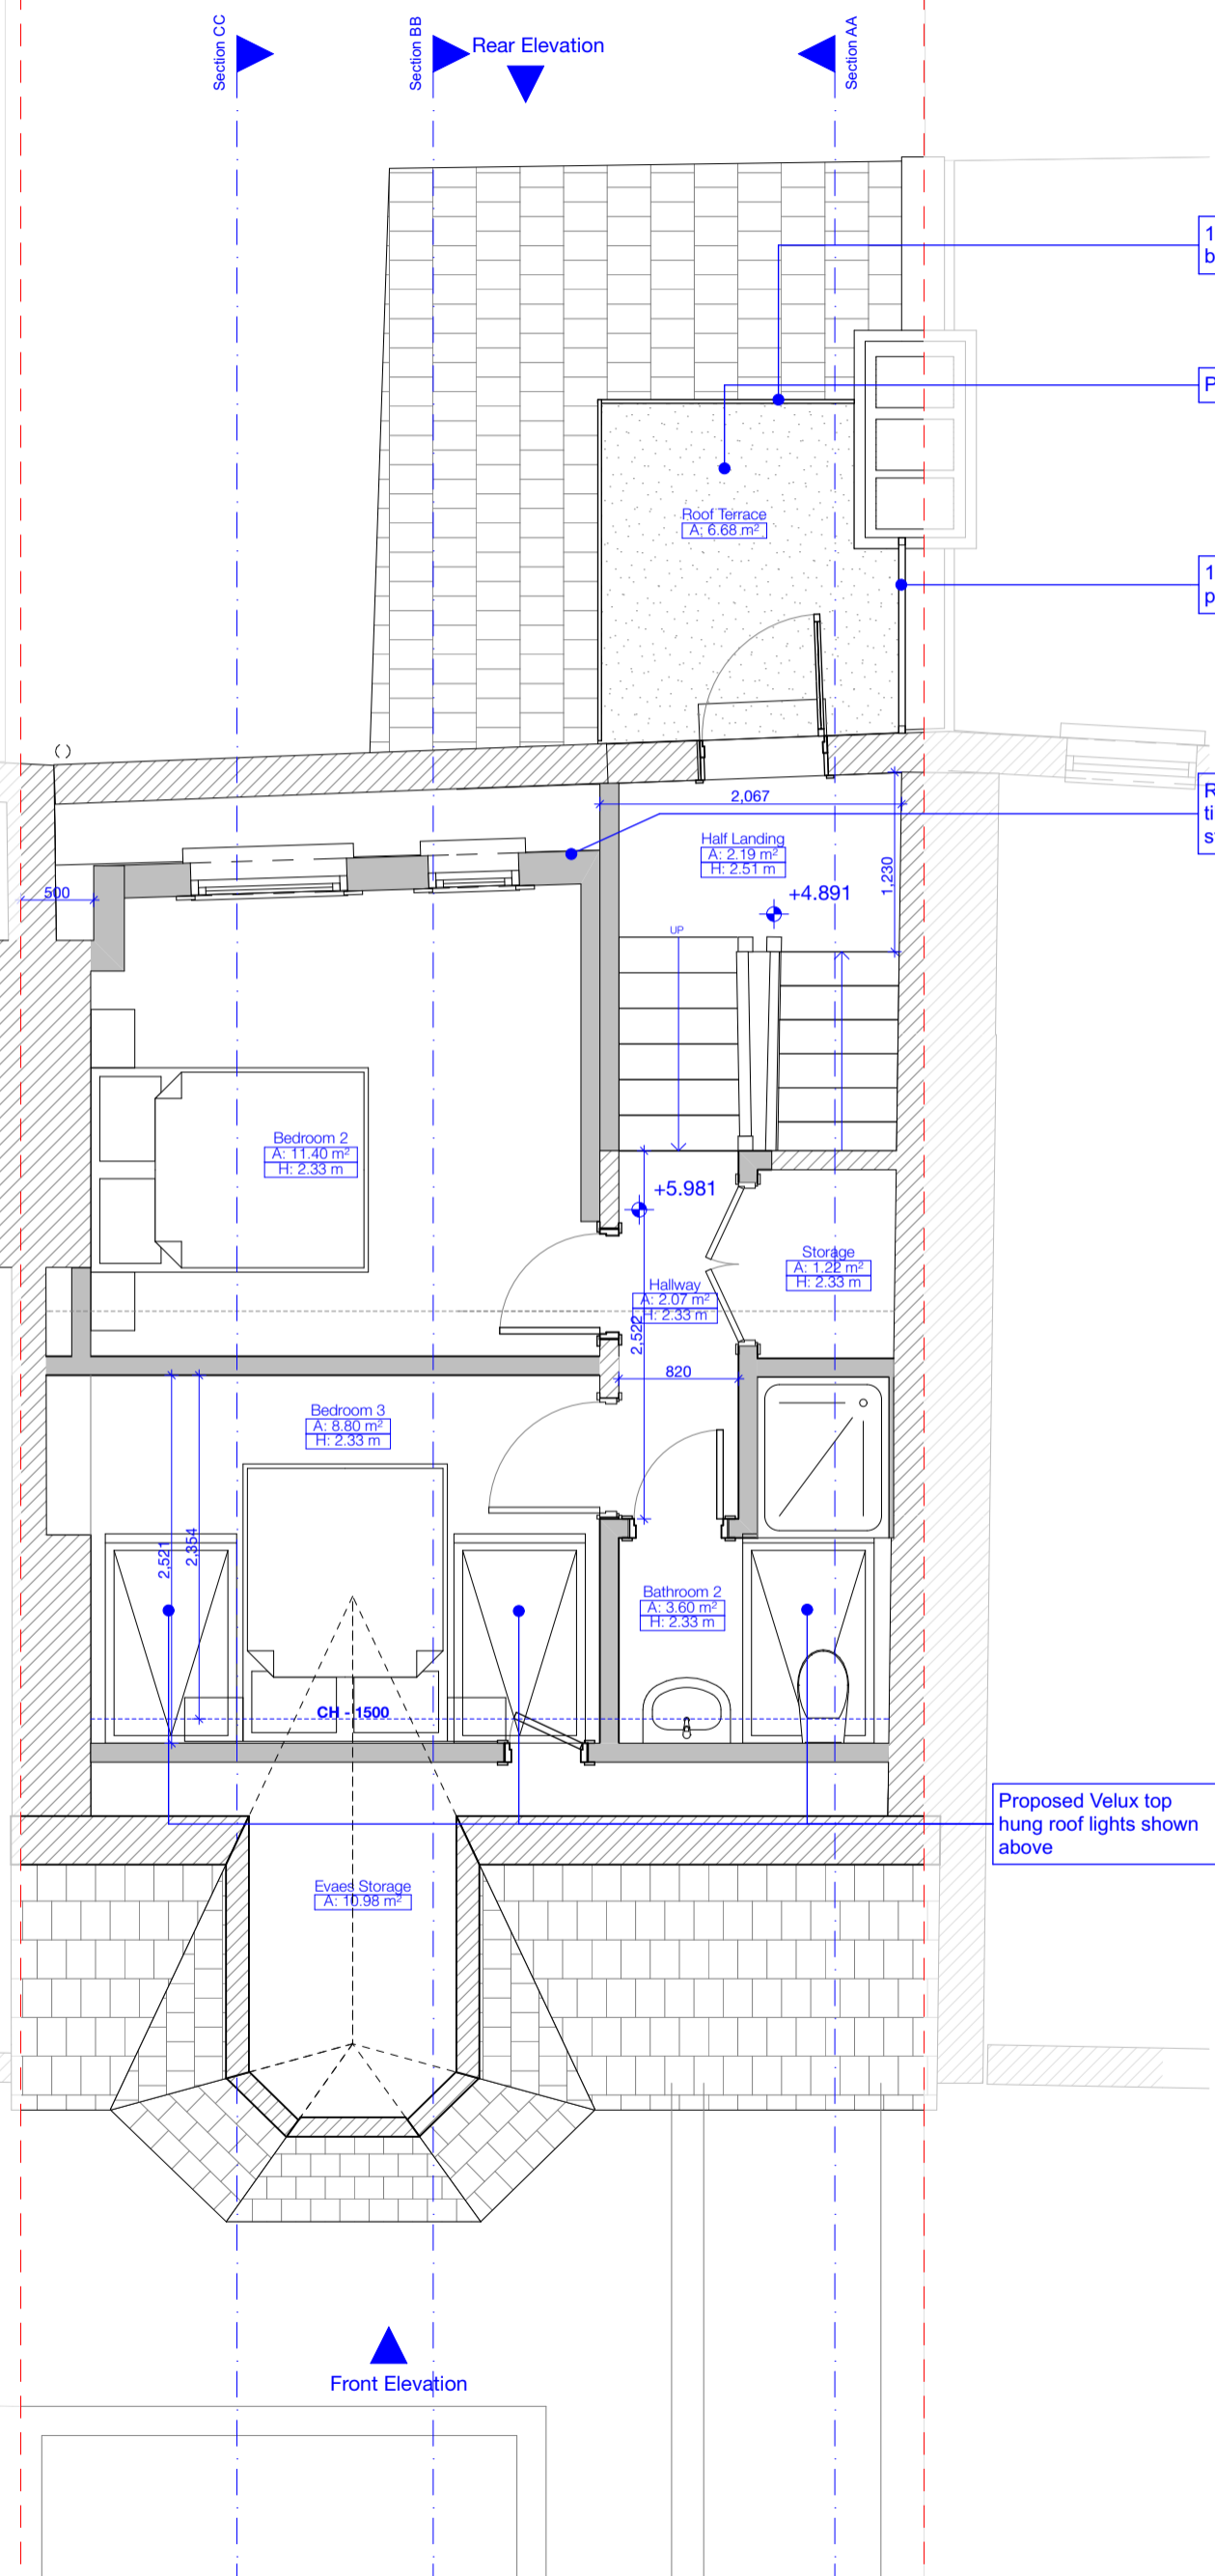 Section CC
Section BB
Rear Elevation
Section AA
1
b
P
Roof Terrace
A: 6.68 m²
1
p
2,067
R
ti
s
Half Landing
A: 2.19 m²
H: 2.51 m
1,230
500
+4.891
UP
Bedroom 2
A: 11.40 m²
H: 2.33 m
+5.981
Storage
A: 1.22 m²
H: 2.33 m
Hallway
A: 2.07 m²
H: 2.33 m
2,522
820
Bedroom 3
A: 8.80 m²
H: 2.33 m
2,521
2,354
Bathroom 2
A: 3.60 m²
H: 2.33 m
CH - 1500
Proposed Velux top
hung roof lights shown
above
Evaes Storage
A: 10.98 m²
Front Elevation